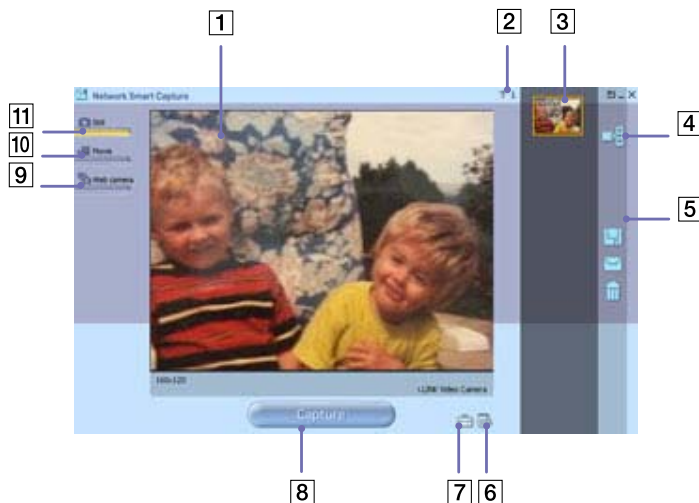 1
2
3
Network Smart Capture
11
Still
4
10
Movie
9
Web camera
5
160x120
i.LINK Video Camera
Capture
8
7
6